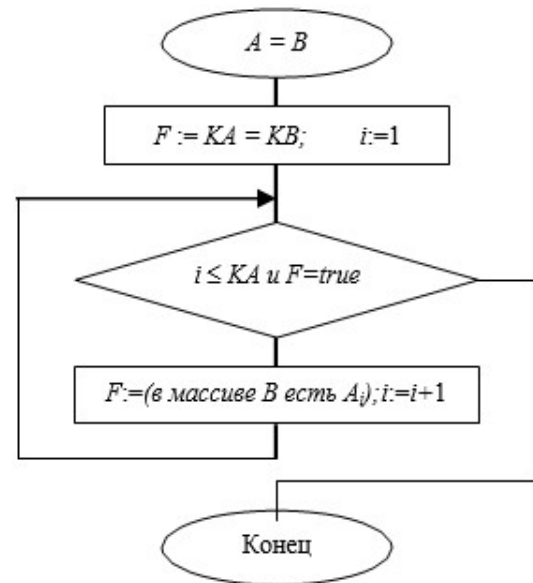 A = B
F := KA = KB; i:=1
i ≤ KA и F=true
F:=(в массиве B есть Ai);i:=i+1
Конец